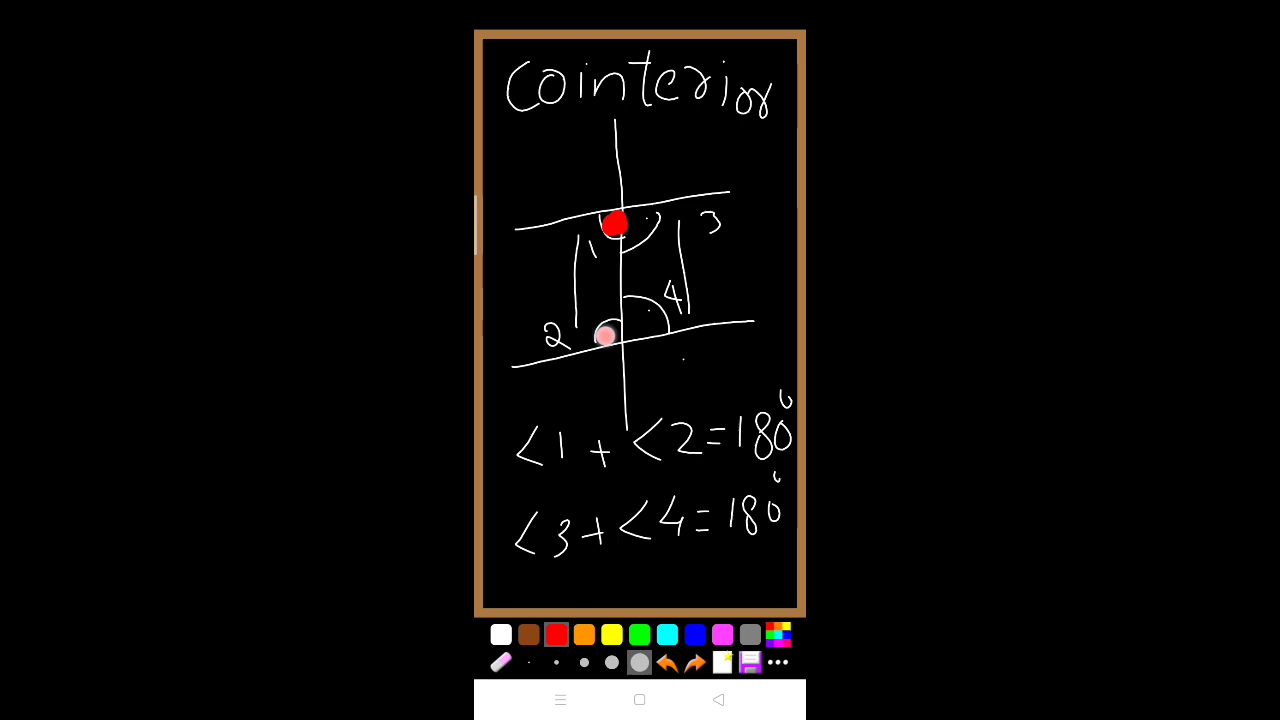 cointerior
1 3
4
2
<1 + <2 = 180°
<3 + <4 = 180°